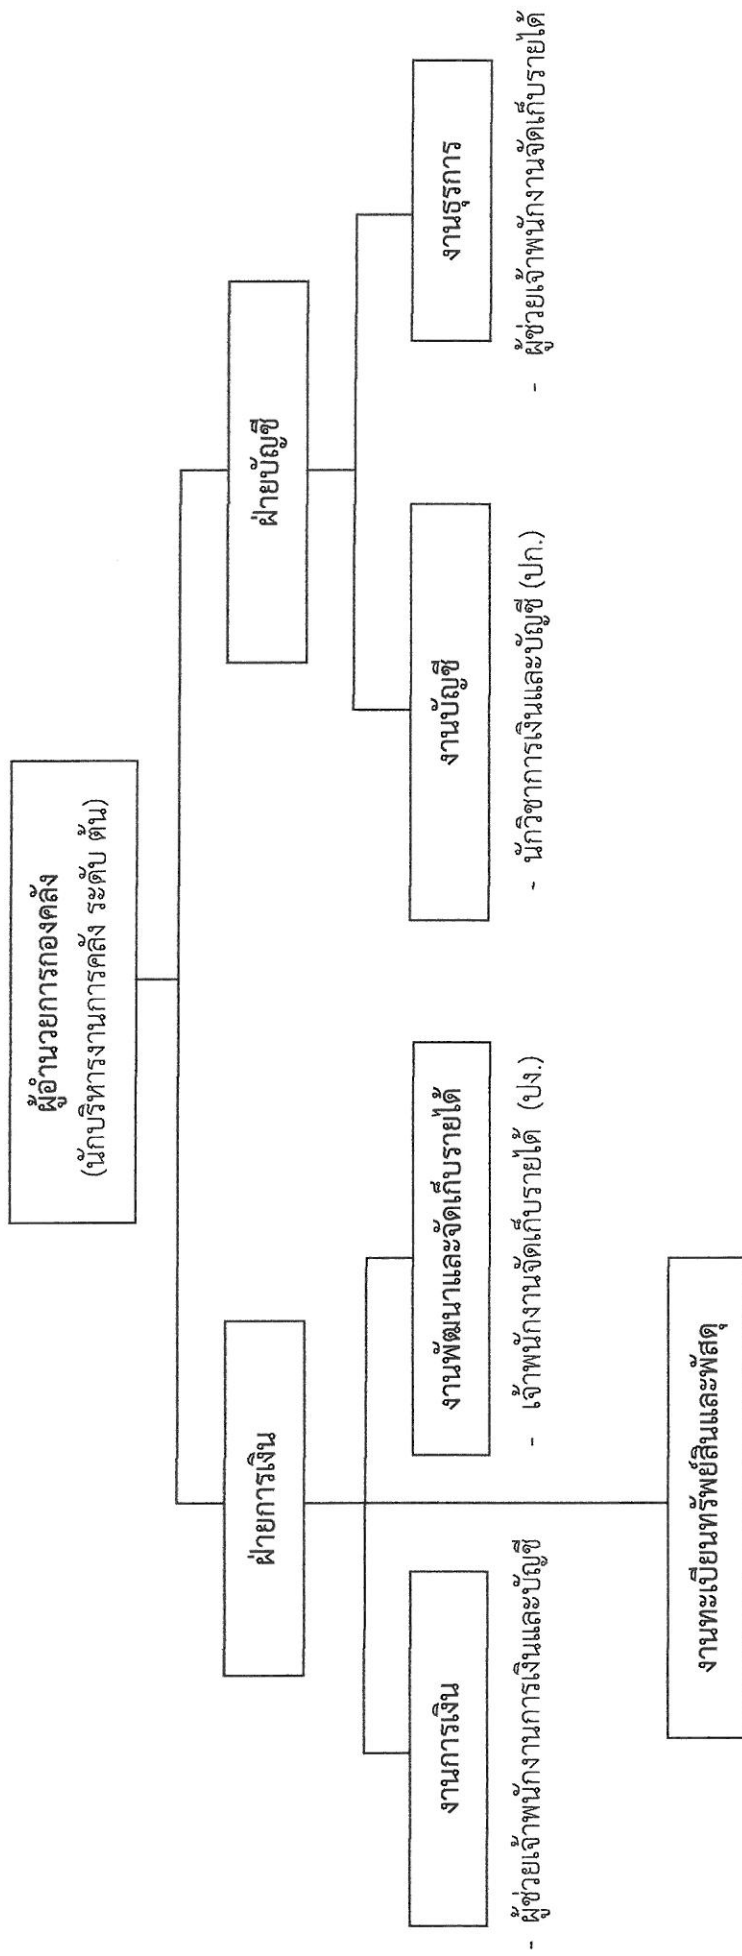 ผู้อำนวยการกองคลัง
(นักบริหารงานการคลัง ระดับ ต้น)
ฝ่ายการเงิน
ฝ่ายบัญชี
งานการเงิน
งานพัฒนาและจัดเก็บรายได้
งานบัญชี
งานธุรการ
- ผู้ช่วยเจ้าพนักงานการเงินและบัญชี
- เจ้าพนักงานจัดเก็บรายได้ (ปง.)
- นักวิชาการเงินและบัญชี (ปก.)
- ผู้ช่วยเจ้าพนักงานจัดเก็บรายได้
งานทะเบียนทรัพย์สินและพัสดุ